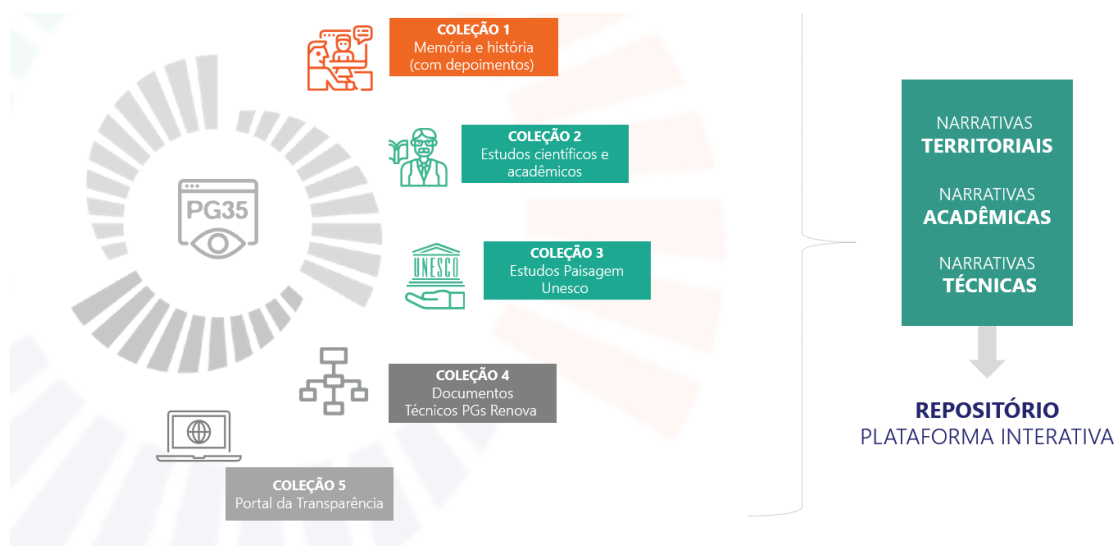 COLEÇÃO 1
Memória e história
(com depoimentos)
COLEÇÃO 2
Estudos científicos e
acadêmicos
PG35
UNESCO
COLEÇÃO 3
Estudos Paisagem
Unesco
COLEÇÃO 4
Documentos
Técnicos PGs Renova
COLEÇÃO 5
Portal da Transparência
NARRATIVAS
TERRITORIAIS
NARRATIVAS
ACADÊMICAS
NARRATIVAS
TÉCNICAS
REPOSITÓRIO
PLATAFORMA INTERATIVA